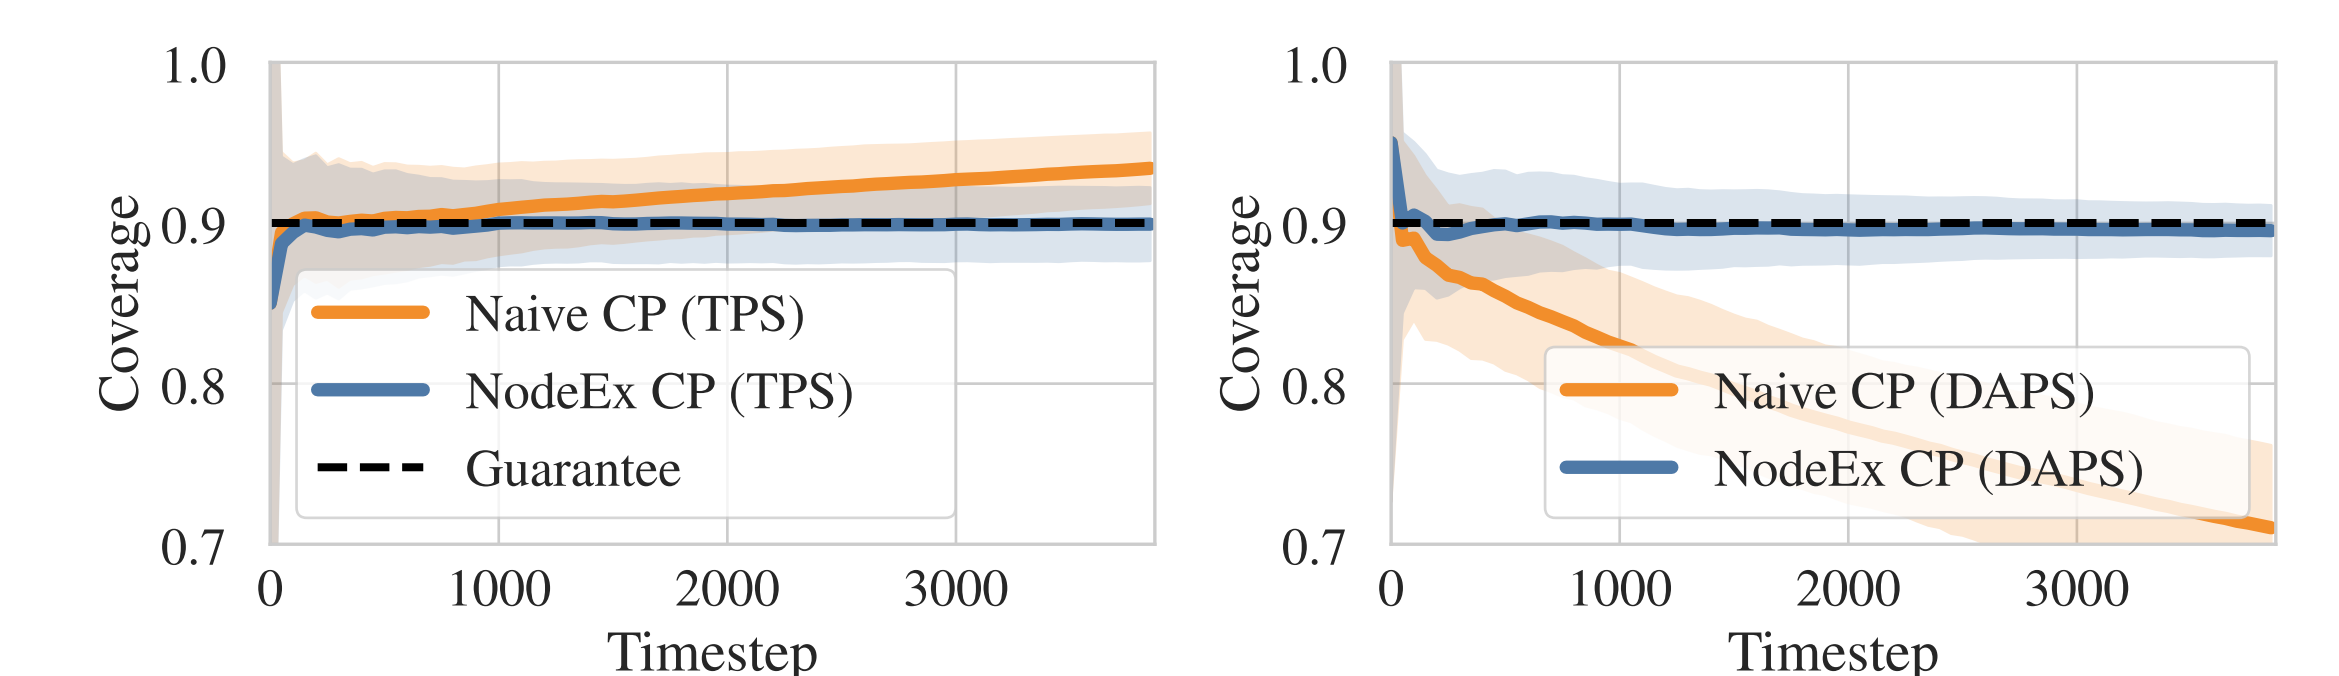 1.0
0.9
0.8
0.7
Coverage
Naive CP (TPS)
NodeEx CP (TPS)
Guarantee
0 1000 2000 3000
Timestep
1.0
0.9
0.8
0.7
Coverage
Naive CP (DAPS)
NodeEx CP (DAPS)
0 1000 2000 3000
Timestep